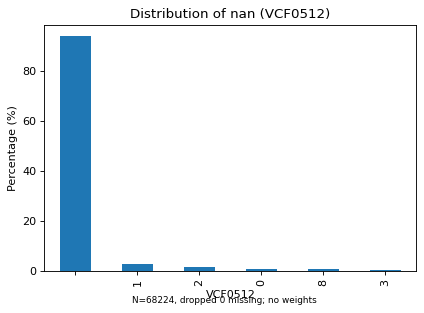 Distribution of nan (VCF0512)
Percentage (%)
80
60
40
20
0
1
2
0
8
3
VCF0512
N=68224, dropped 0 missing; no weights